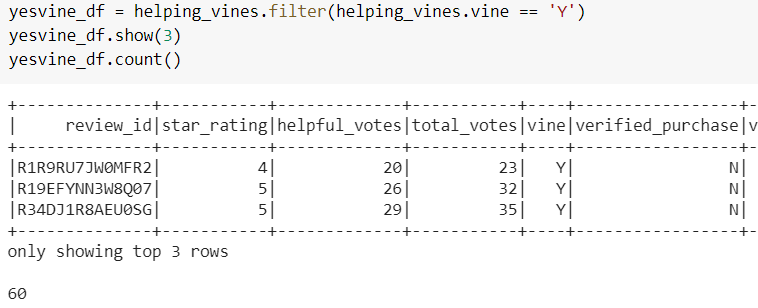 yesvine_df = helping_vines.filter(helping_vines.vine == 'Y')
yesvine_df.show(3)
yesvine_df.count()
+--------------+-----------+-------------+-----------+----+-----------------+-
|     review_id|star_rating|helpful_votes|total_votes|vine|verified_purchase|v
+--------------+-----------+-------------+-----------+----+-----------------+-
|R1R9RU7JW0MFR2|          4|           20|         23|   Y|                N|
|R19EFYNN3W8Q07|          5|           26|         32|   Y|                N|
|R34DJ1R8AEU0SG|          5|           29|         35|   Y|                N|
+--------------+-----------+-------------+-----------+----+-----------------+-
only showing top 3 rows
60